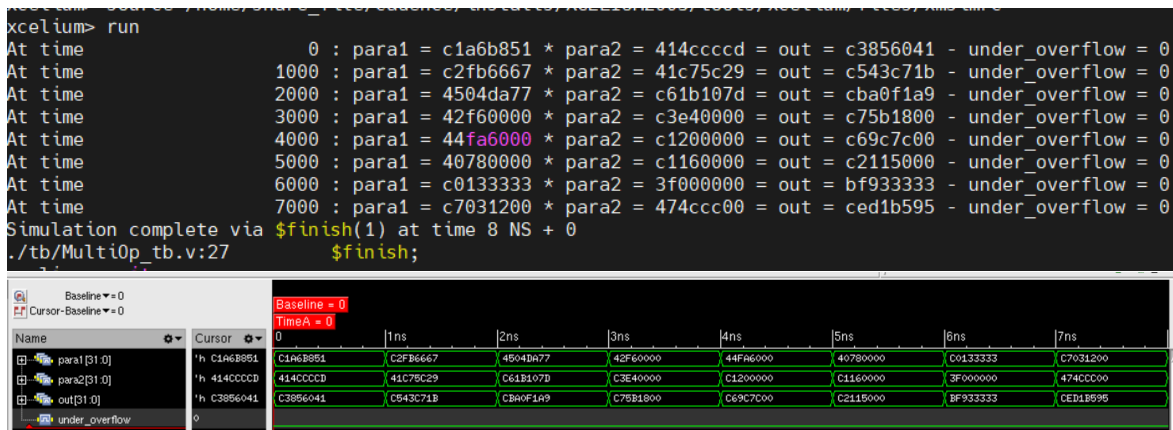 xcelium> run
At time 0 : para1 = c1a6b851 * para2 = 414ccccd = out = c3856041 - under_overflow = 0
At time 1000 : para1 = c2fb6667 * para2 = 41c75c29 = out = c543c71b - under_overflow = 0
At time 2000 : para1 = 4504da77 * para2 = c61b107d = out = cba0f1a9 - under_overflow = 0
At time 3000 : para1 = 42f60000 * para2 = c3e40000 = out = c75b1800 - under_overflow = 0
At time 4000 : para1 = 44fa6000 * para2 = c1200000 = out = c69c7c00 - under_overflow = 0
At time 5000 : para1 = 40780000 * para2 = c1160000 = out = c2115000 - under_overflow = 0
At time 6000 : para1 = c0133333 * para2 = 3f000000 = out = bf933333 - under_overflow = 0
At time 7000 : para1 = c7031200 * para2 = 474ccc00 = out = ced1b595 - under_overflow = 0
Simulation complete via $finish(1) at time 8 NS + 0
./tb/MultiOp_tb.v:27 $finish;
Baseline▼= 0
Cursor-Baseline▼= 0
Baseline = 0
TimeA = 0
Name Cursor 0 1ns 2ns 3ns 4ns 5ns 6ns 7ns
para1[31:0] 'h C1A6B851 C1A6B851 C2FB6667 4504DA77 42F60000 44FA6000 40780000 C0133333 C7031200
para2[31:0] 'h 414CCCCD 414CCCCD 41C75C29 C61B107D C3E40000 C1200000 C1160000 3F000000 474CCC00
out[31:0] 'h C3856041 C3856041 C543C71B CBA0F1A9 C75B1800 C69C7C00 C2115000 BF933333 CED1B595
under_overflow 0